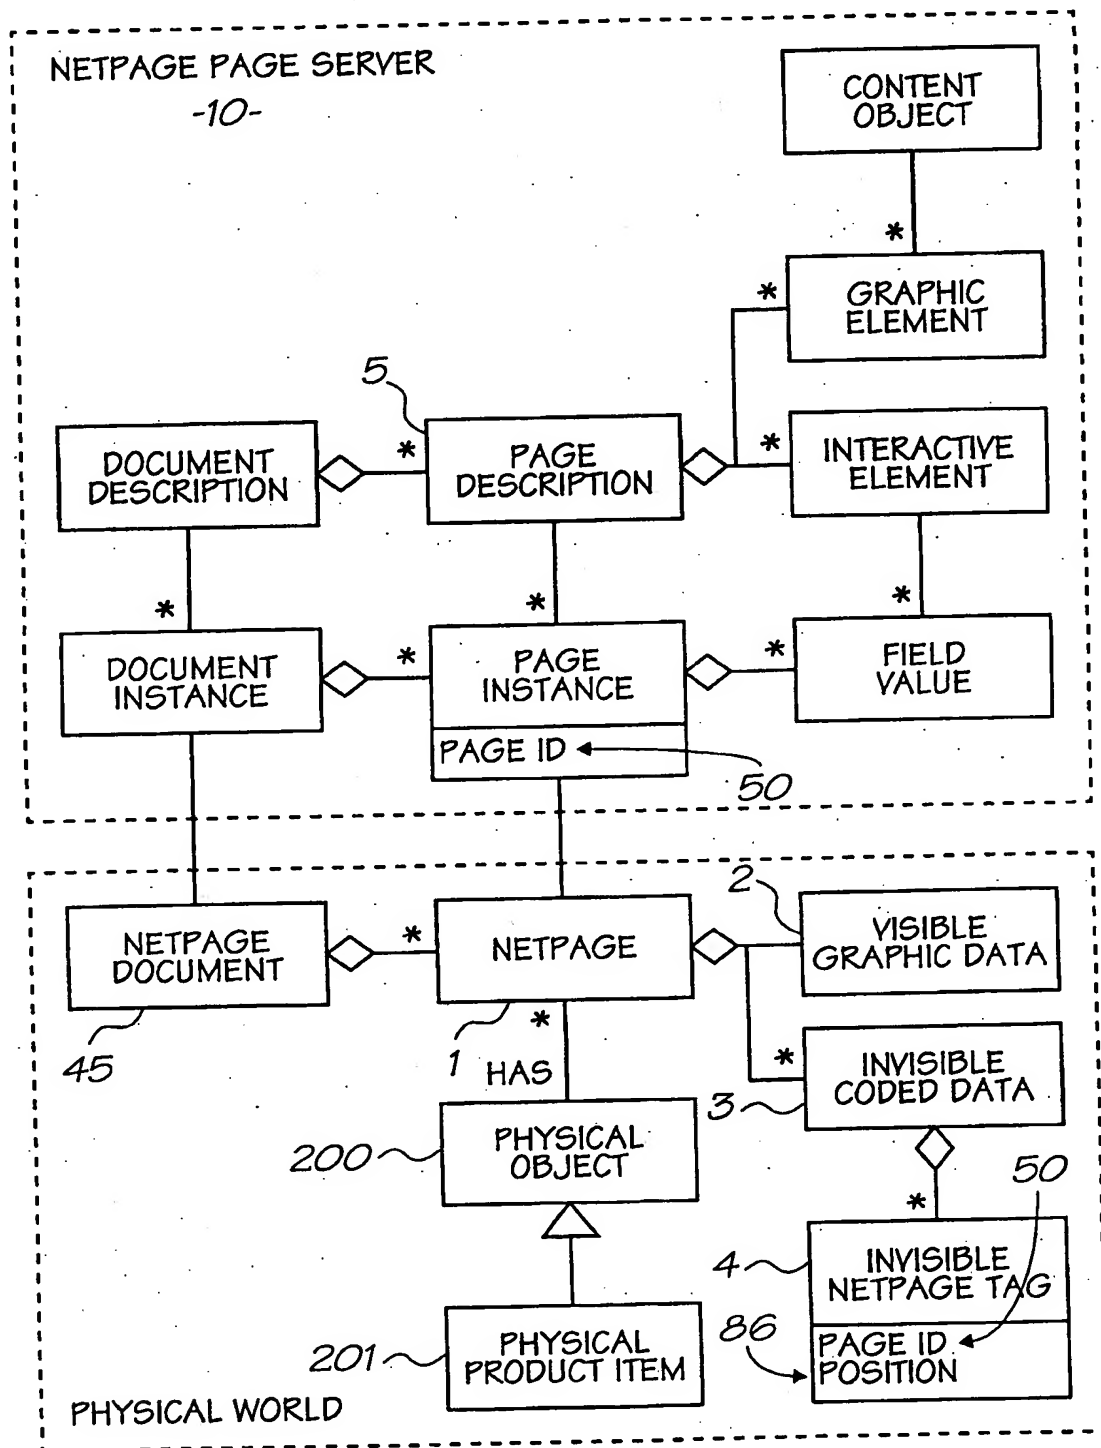 NETPAGE PAGE SERVER
-10-
CONTENT
OBJECT
*
GRAPHIC
ELEMENT
*
5
DOCUMENT
DESCRIPTION
*
PAGE
DESCRIPTION
*
INTERACTIVE
ELEMENT
*
*
*
DOCUMENT
INSTANCE
*
PAGE
INSTANCE
*
FIELD
VALUE
PAGE ID
50
2
NETPAGE
DOCUMENT
*
NETPAGE
VISIBLE
GRAPHIC DATA
45
1
*
HAS
*
INVISIBLE
CODED DATA
3
200
PHYSICAL
OBJECT
50
*
4
INVISIBLE
NETPAGE TAG
86
PAGE ID
POSITION
201
PHYSICAL
PRODUCT ITEM
PHYSICAL WORLD